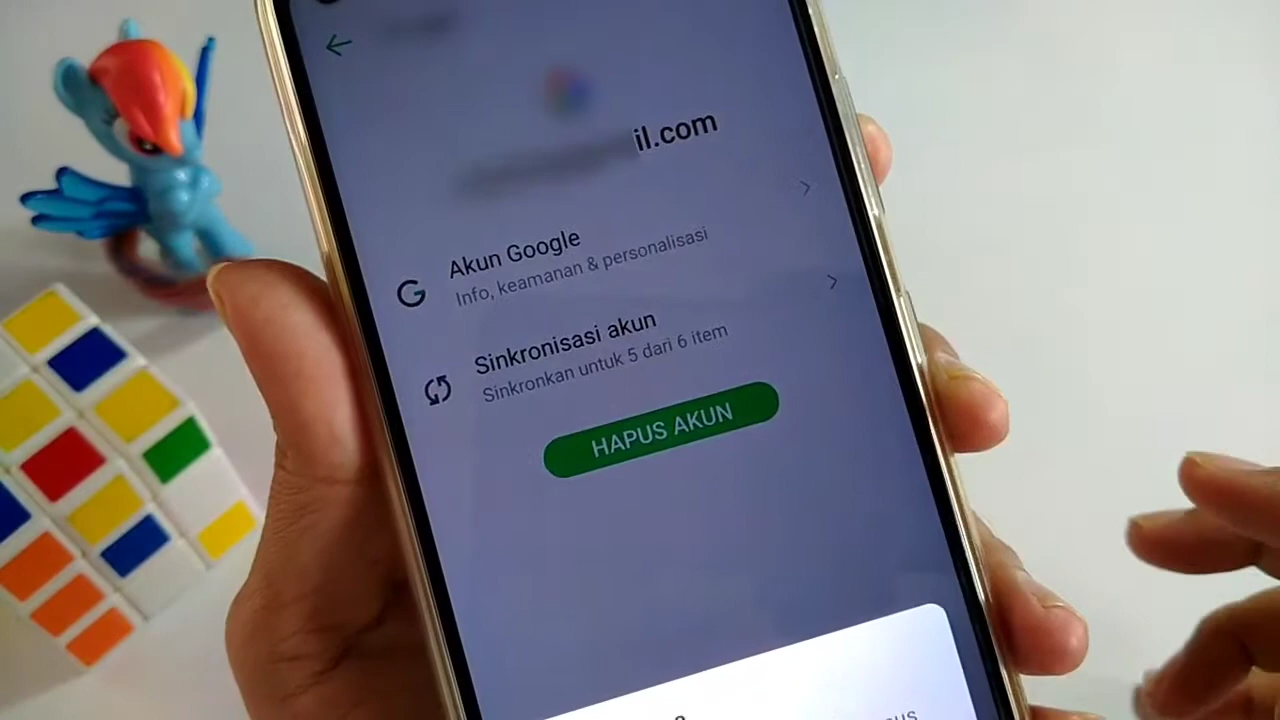 il.com
Akun Google
Info, keamanan & personalisasi
Sinkronisasi akun
Sinkronkan untuk 5 dari 6 item
HAPUS AKUN